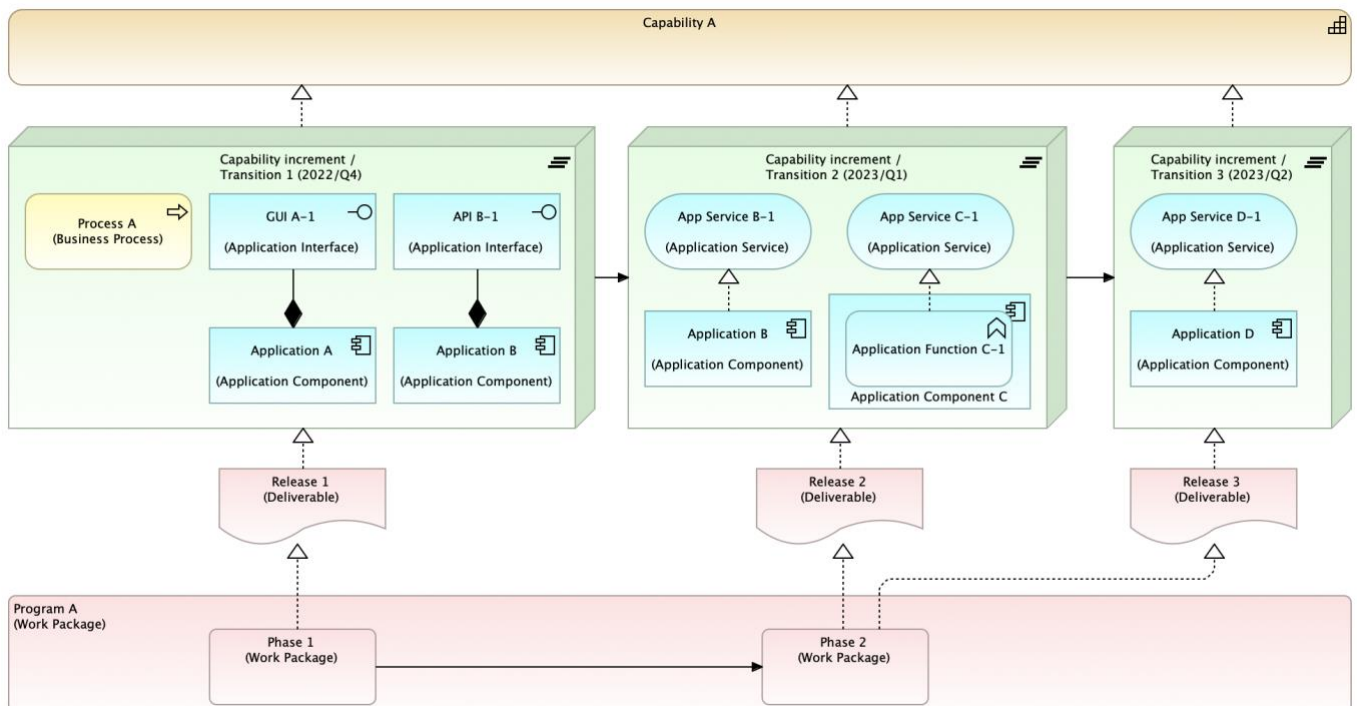 Capability A
Capability increment /
Transition 1 (2022/Q4)
Process A
(Business Process)
GUI A-1
(Application Interface)
API B-1
(Application Interface)
Application A
(Application Component)
Application B
(Application Component)
Capability increment /
Transition 2 (2023/Q1)
App Service B-1
(Application Service)
App Service C-1
(Application Service)
Application B
(Application Component)
Application Function C-1
Application Component C
Capability increment /
Transition 3 (2023/Q2)
App Service D-1
(Application Service)
Application D
(Application Component)
Release 1
(Deliverable)
Release 2
(Deliverable)
Release 3
(Deliverable)
Program A
(Work Package)
Phase 1
(Work Package)
Phase 2
(Work Package)